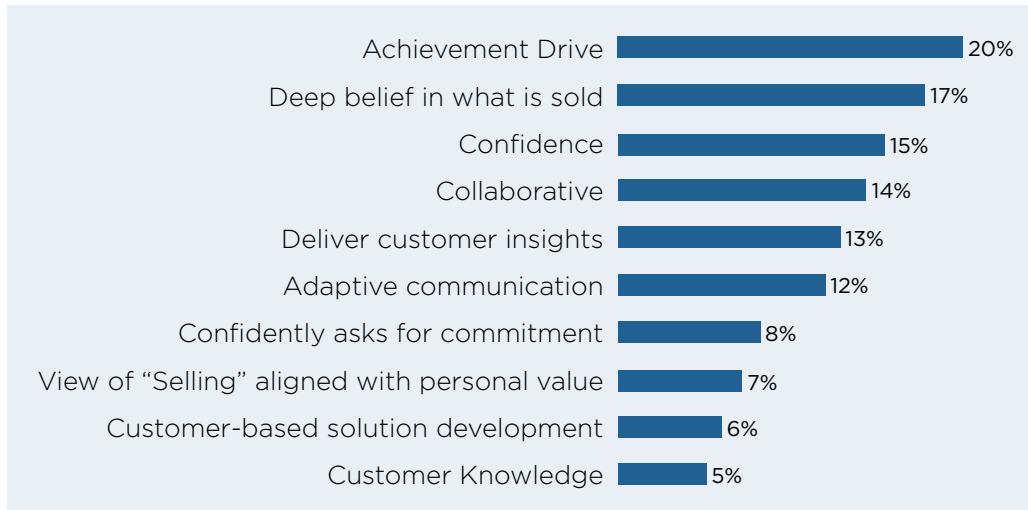 Achievement Drive 20%
Deep belief in what is sold 17%
Confidence 15%
Collaborative 14%
Deliver customer insights 13%
Adaptive communication 12%
Confidently asks for commitment 8%
View of “Selling” aligned with personal value 7%
Customer-based solution development 6%
Customer Knowledge 5%